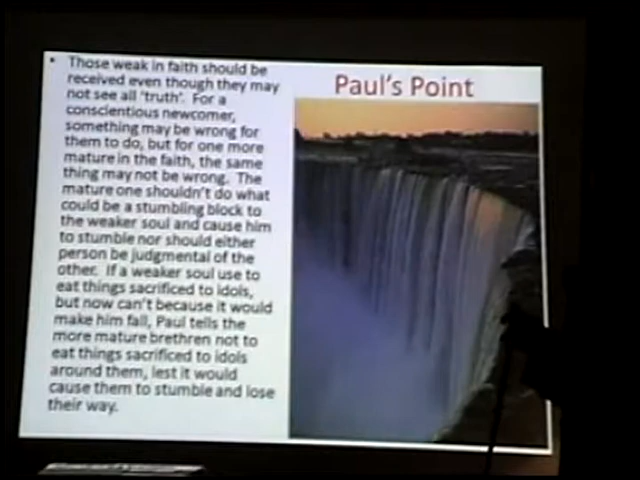 Paul's Point
• Those weak in faith should be
received even though they may
not see all 'truth'. For a
conscientious newcomer,
something may be wrong for
them to do, but for one more
mature in the faith, the same
thing may not be wrong. The
mature one shouldn't do what
could be a stumbling block to
the weaker soul and cause him
to stumble nor should either
person be judgmental of the
other. If a weaker soul use to
eat things sacrificed to idols,
but now can't because it would
make him fall, Paul tells the
more mature brethren not to
eat things sacrificed to idols
around them, lest it would
cause them to stumble and lose
their way.